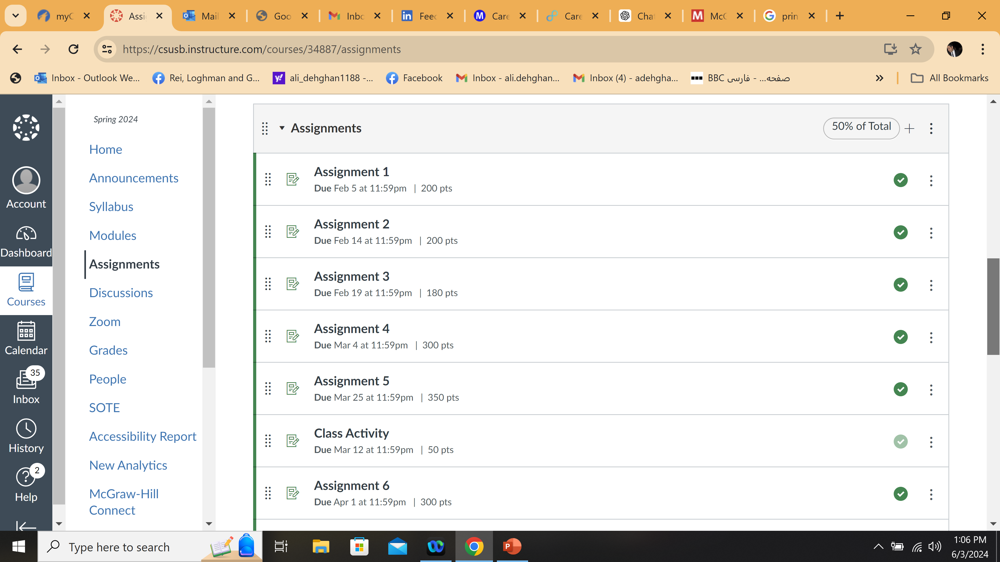 myC
Assi
Mail
Goo
Inbc
Feec
Care
Care
Cha
McC
prin
https://csusb.instructure.com/courses/34887/assignments
Inbox - Outlook We...
Rei, Loghman and G...
ali_dehghan1188 -...
Facebook
Inbox - ali.dehghan...
Inbox (4) - adehgha...
BBC فارسی - ...صفحه
All Bookmarks
Account
Dashboard
Courses
Calendar
35
Inbox
History
2
Help
Spring 2024
Home
Announcements
Syllabus
Modules
Assignments
Discussions
Zoom
Grades
People
SOTE
Accessibility Report
New Analytics
McGraw-Hill
Connect
Assignments
50% of Total
Assignment 1
Due Feb 5 at 11:59pm | 200 pts
Assignment 2
Due Feb 14 at 11:59pm | 200 pts
Assignment 3
Due Feb 19 at 11:59pm | 180 pts
Assignment 4
Due Mar 4 at 11:59pm | 300 pts
Assignment 5
Due Mar 25 at 11:59pm | 350 pts
Class Activity
Due Mar 12 at 11:59pm | 50 pts
Assignment 6
Due Apr 1 at 11:59pm | 300 pts
Type here to search
1:06 PM
6/3/2024